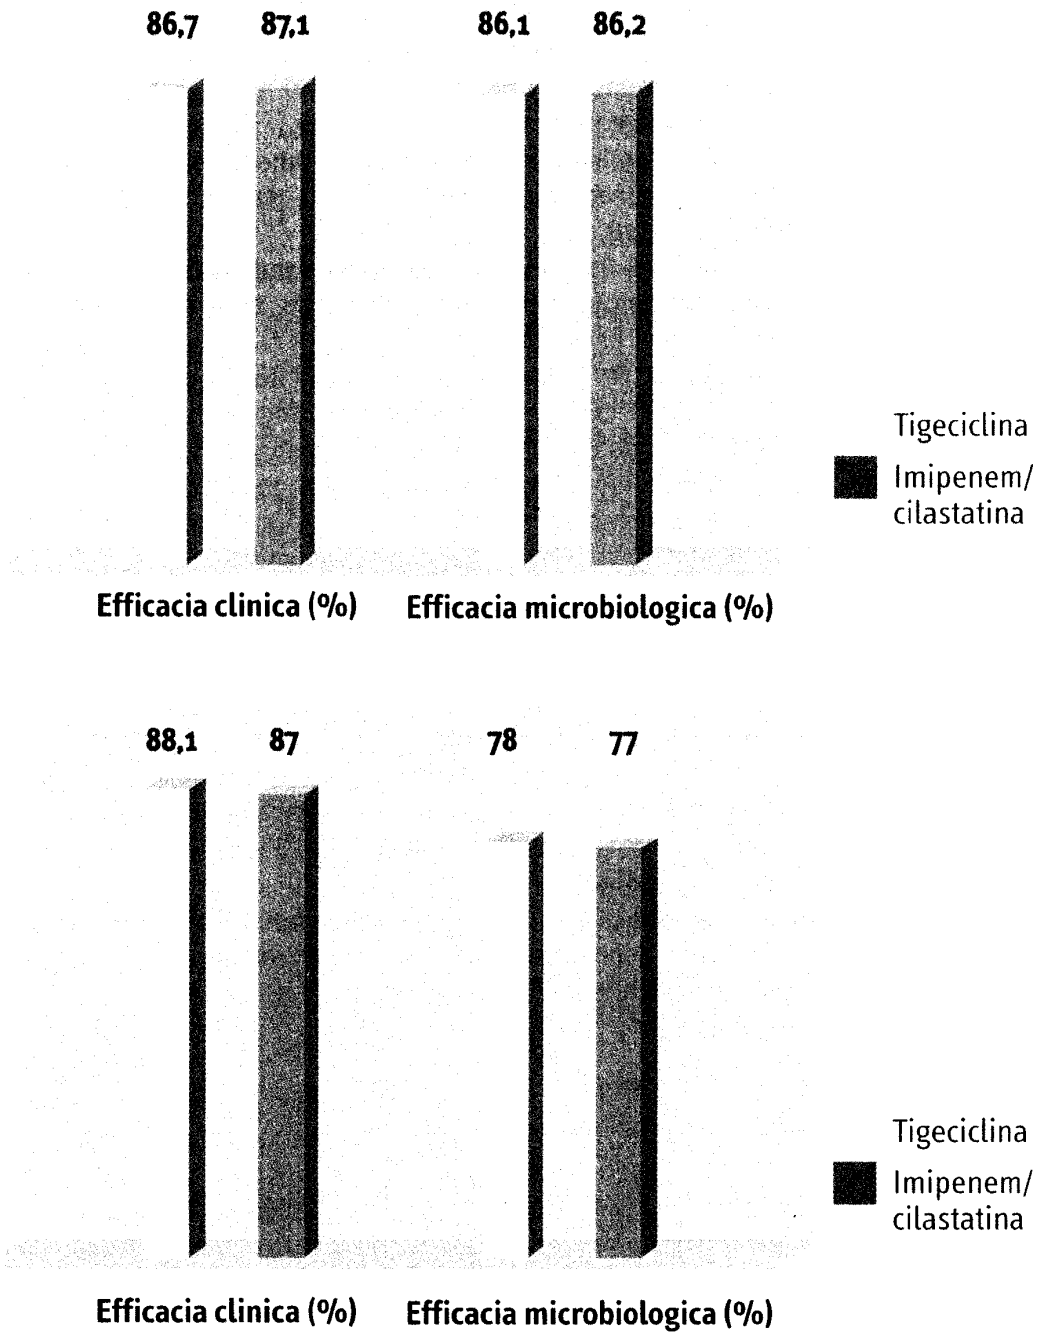 86,7 87,1 86,1 86,2
Tigeciclina
Imipenem/
cilastatina
Efficacia clinica (%) Efficacia microbiologica (%)
88,1 87 78 77
Tigeciclina
Imipenem/
cilastatina
Efficacia clinica (%) Efficacia microbiologica (%)